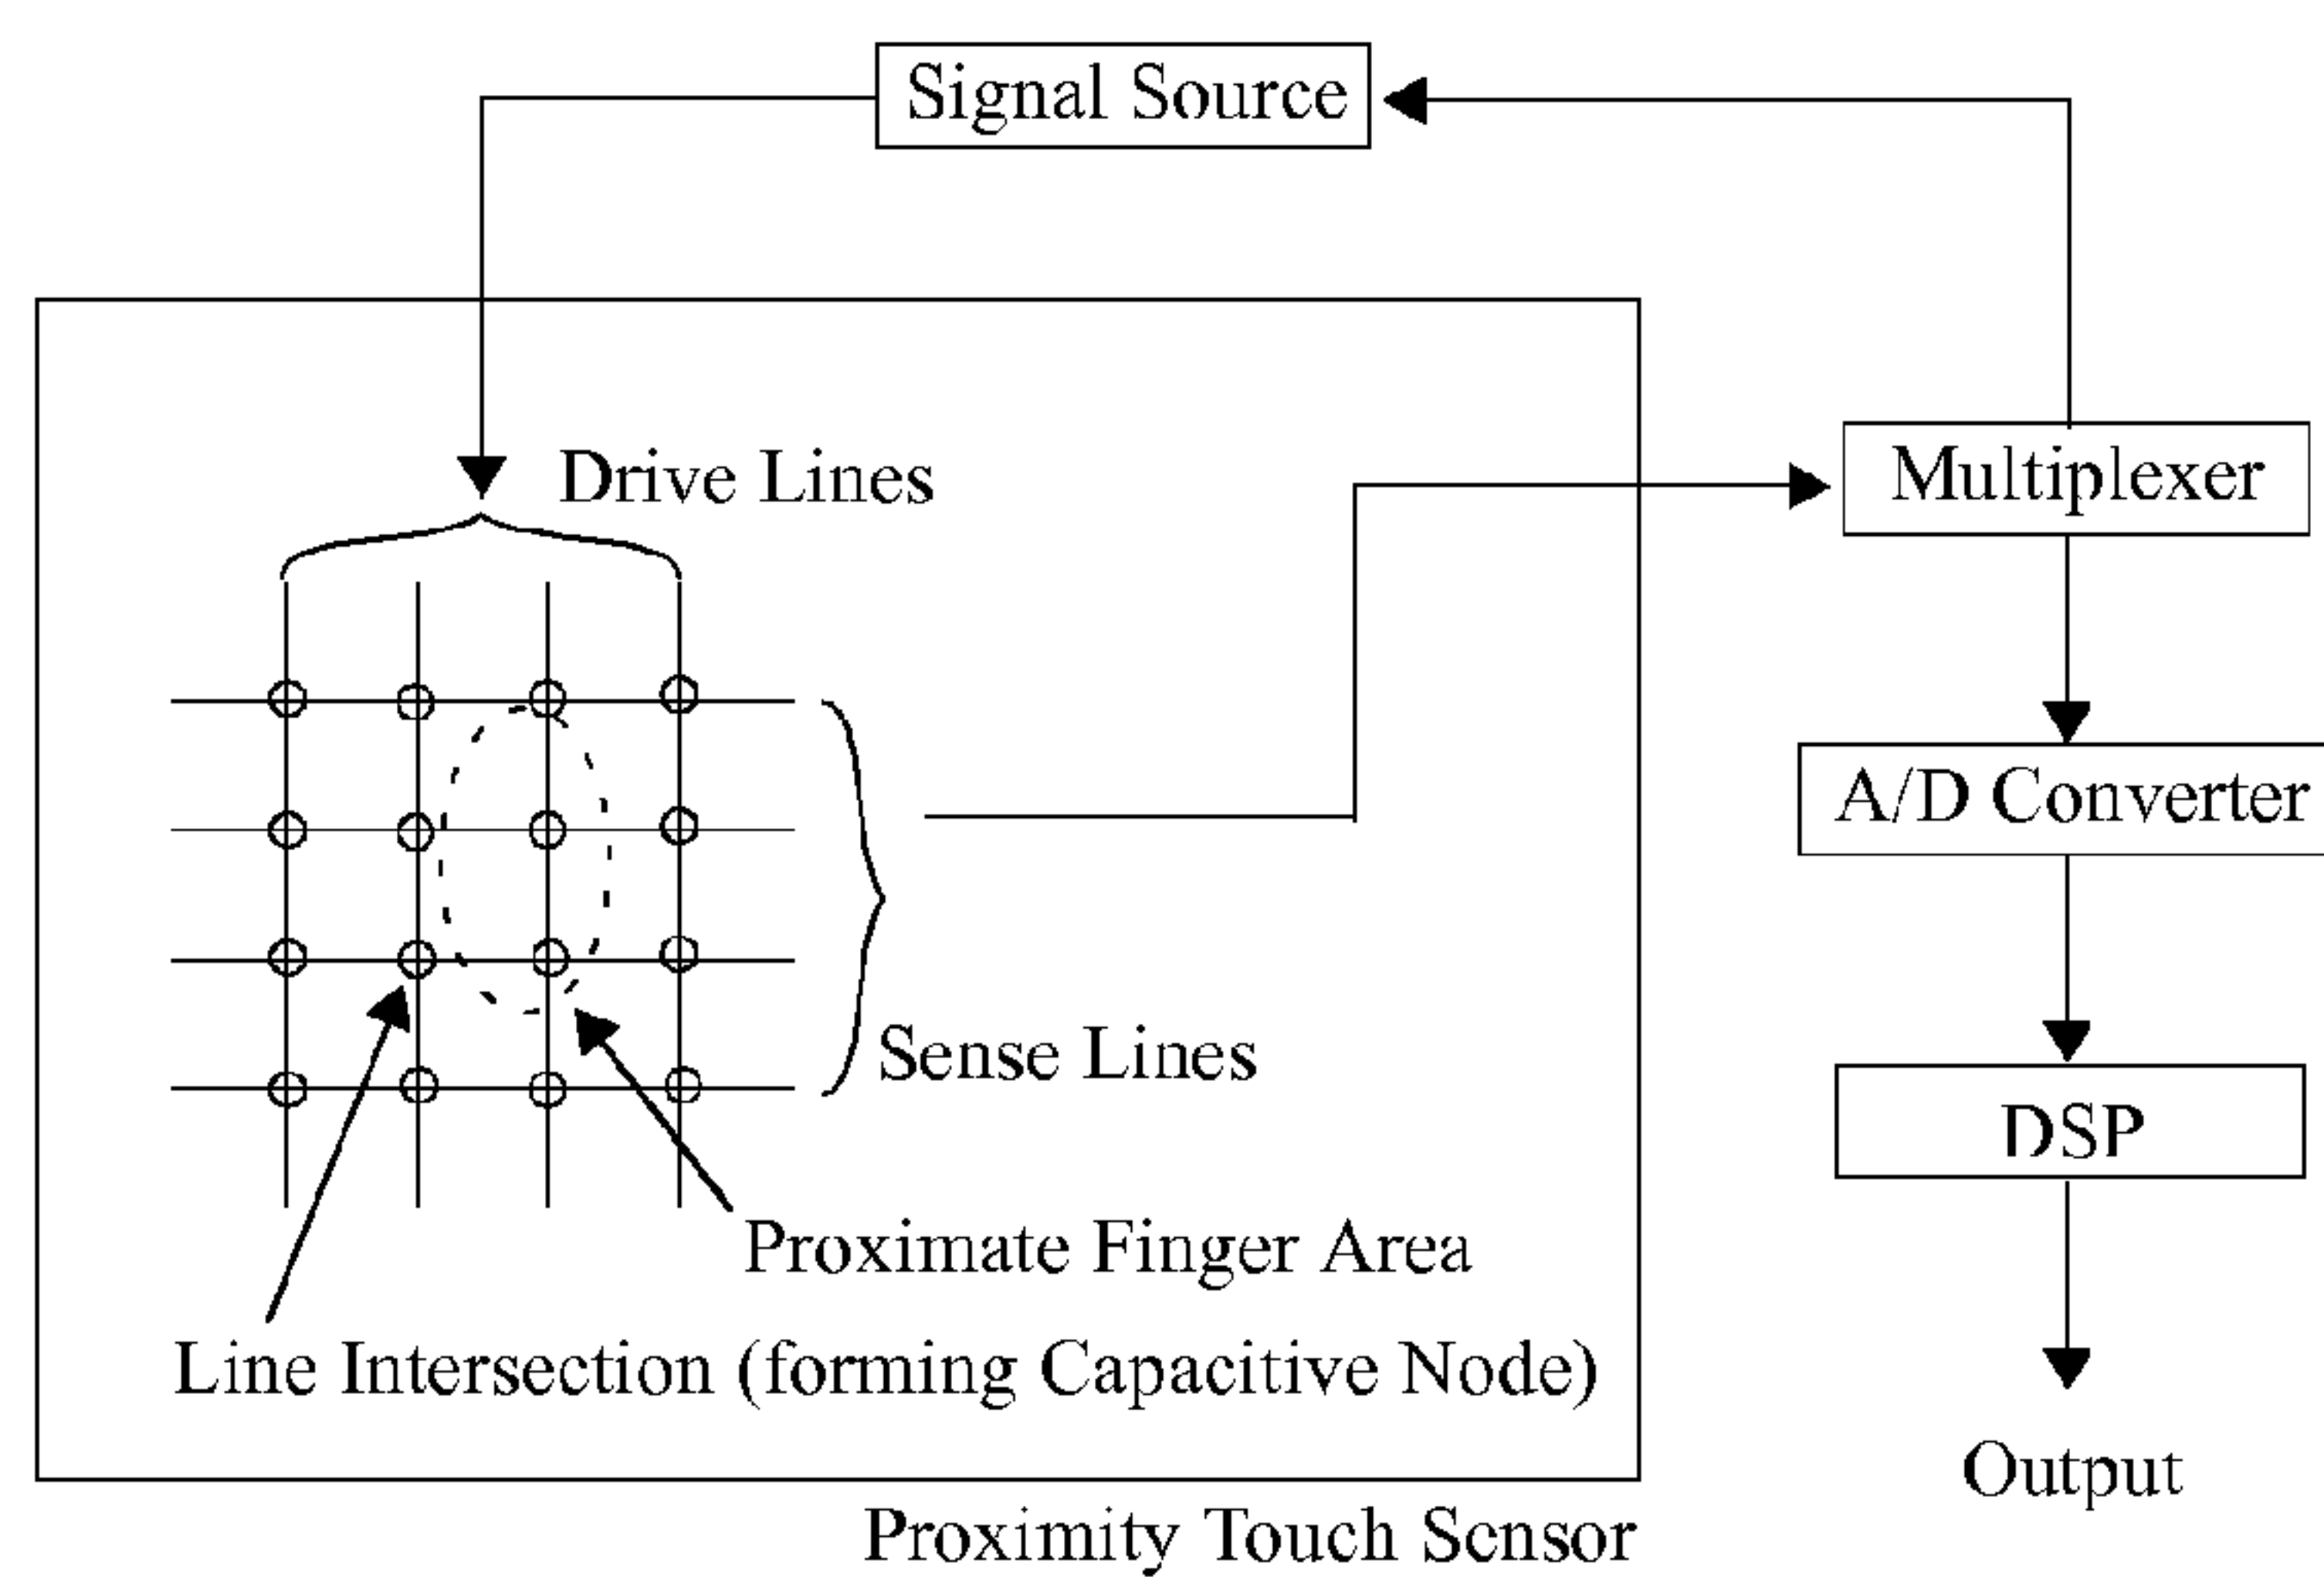 Signal Source
Drive Lines
Multiplexer
A/D Converter
Sense Lines
DSP
Proximate Finger Area
Line Intersection (forming Capacitive Node)
Output
Proximity Touch Sensor